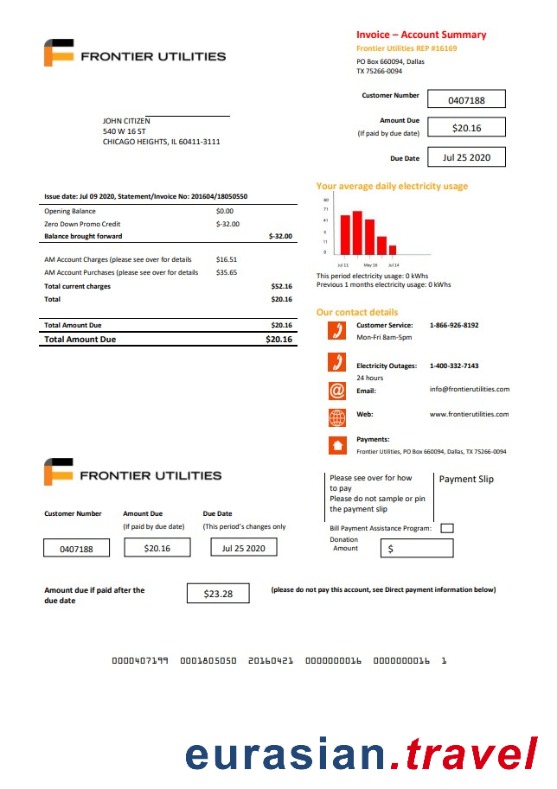 Invoice – Account Summary
Frontier Utilities REP #16169
PO Box 660094, Dallas
TX 75266-0094
FRONTIER UTILITIES
Customer Number
0407188
Amount Due
(If paid by due date)
$20.16
Due Date
Jul 25 2020
JOHN CITIZEN
540 W 16 ST
CHICAGO HEIGHTS, IL 60411-3111
Issue date: Jul 09 2020, Statement/Invoice No: 201604/18050550
Opening Balance $0.00
Zero Down Promo Credit $-32.00
Balance brought forward $-32.00
AM Account Charges (please see over for details $16.51
AM Account Purchases (please see over for details $35.65
Total current charges $52.16
Total $20.16
Total Amount Due $20.16
Total Amount Due $20.16
Your average daily electricity usage
Jul 11 May 16 Jul 14
This period electricity usage: 0 kWhs
Previous 1 months electricity usage: 0 kWhs
Our contact details
Customer Service: 1-866-926-8192
Mon-Fri 8am-5pm
Electricity Outages: 1-400-332-7143
24 hours
Email: info@frontierutilities.com
Web: www.frontierutilities.com
Payments:
Frontier Utilities, PO Box 660094, Dallas, TX 75266-0094
FRONTIER UTILITIES
Please see over for how
to pay
Please do not sample or pin
the payment slip
Payment Slip
Customer Number Amount Due Due Date
(If paid by due date) (This period's changes only
0407188 $20.16 Jul 25 2020
Bill Payment Assistance Program:
Donation
Amount
$
Amount due if paid after the
due date
$23.28
(please do not pay this account, see Direct payment information below)
0000407199 0001805050 20160421 0000000016 0000000016 1
eurasian.travel